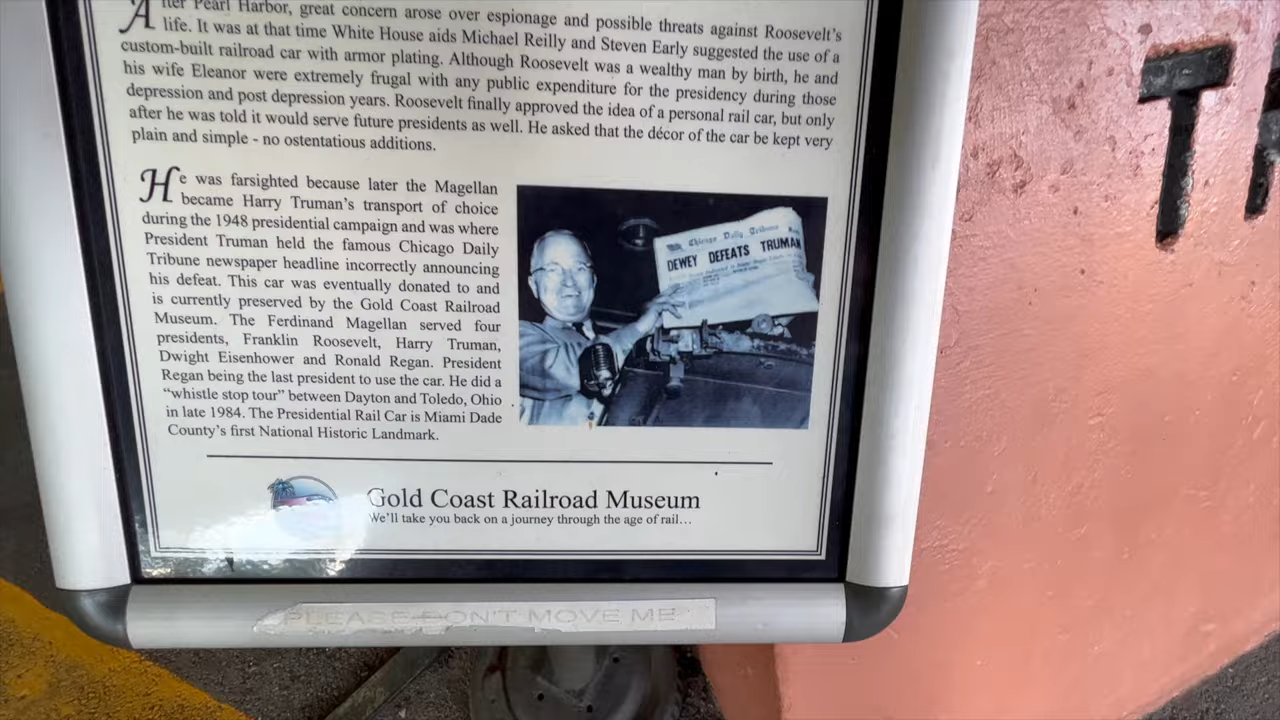 After Pearl Harbor, great concern arose over espionage and possible threats against Roosevelt's
life. It was at that time White House aids Michael Reilly and Steven Early suggested the use of a
custom-built railroad car with armor plating. Although Roosevelt was a wealthy man by birth, he and
his wife Eleanor were extremely frugal with any public expenditure for the presidency during those
depression and post depression years. Roosevelt finally approved the idea of a personal rail car, but only
after he was told it would serve future presidents as well. He asked that the décor of the car be kept very
plain and simple - no ostentatious additions.
He was farsighted because later the Magellan
became Harry Truman's transport of choice
during the 1948 presidential campaign and was where
President Truman held the famous Chicago Daily
Tribune newspaper headline incorrectly announcing
his defeat. This car was eventually donated to and
is currently preserved by the Gold Coast Railroad
Museum. The Ferdinand Magellan served four
presidents, Franklin Roosevelt, Harry Truman,
Dwight Eisenhower and Ronald Regan. President
Regan being the last president to use the car. He did a
"whistle stop tour" between Dayton and Toledo, Ohio
in late 1984. The Presidential Rail Car is Miami Dade
County's first National Historic Landmark.
Chicago Daily Tribune
DEWEY DEFEATS TRUMAN
Gold Coast Railroad Museum
We'll take you back on a journey through the age of rail...
PLEASE DON'T MOVE ME
T